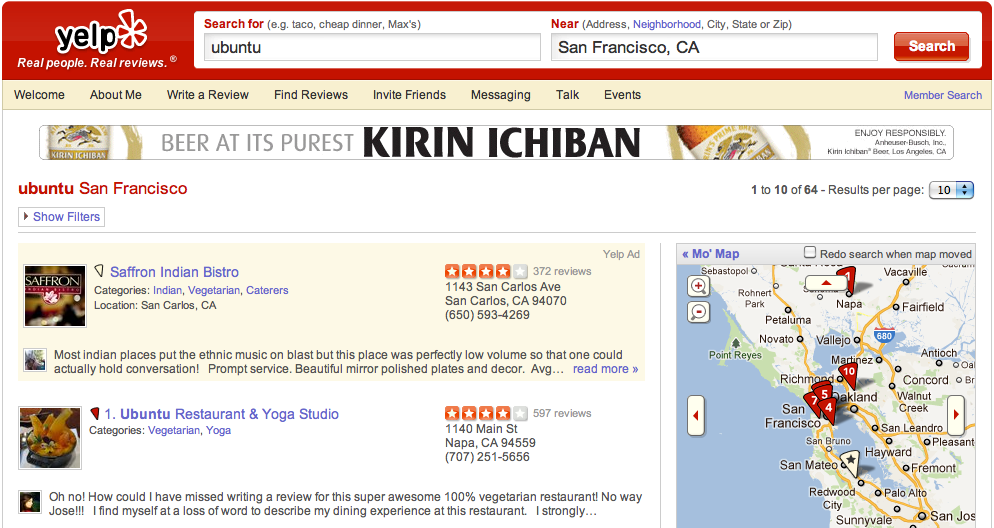 yelp
Real people. Real reviews. ®
Search for (e.g. taco, cheap dinner, Max's)
ubuntu
Near (Address, Neighborhood, City, State or Zip)
San Francisco, CA
Search
Welcome About Me Write a Review Find Reviews Invite Friends Messaging Talk Events Member Search
KIRIN ICHIBAN
BEER AT ITS PUREST KIRIN ICHIBAN
ENJOY RESPONSIBLY.
Anheuser-Busch, Inc.,
Kirin Ichiban® Beer, Los Angeles, CA
ubuntu San Francisco
1 to 10 of 64 - Results per page: 10
Show Filters
Yelp Ad
SAFFRON
INDIAN BISTRO
Saffron Indian Bistro
Categories: Indian, Vegetarian, Caterers
Location: San Carlos, CA
372 reviews
1143 San Carlos Ave
San Carlos, CA 94070
(650) 593-4269
Most indian places put the ethnic music on blast but this place was perfectly low volume so that one could
actually hold conversation! Prompt service. Beautiful mirror polished plates and decor. Avg... read more »
1. Ubuntu Restaurant & Yoga Studio
Categories: Vegetarian, Yoga
597 reviews
1140 Main St
Napa, CA 94559
(707) 251-5656
Oh no! How could I have missed writing a review for this super awesome 100% vegetarian restaurant! No way
Jose!!! I find myself at a loss of word to describe my dining experience at this restaurant. I strongly...
« Mo' Map
Redo search when map moved
Sebastopol
Vacaville
1
Rohnert
Park
Napa
Fairfield
Petaluma
680
Novato
Vallejo
Point Reyes
Martinez
Antioch
Richmond
10
Concord
Walnut
Creek
7
5
4
Oakland
San
Francisco
San Leandro
San Bruno
Hayward
Pleasant
San Mateo
Fremont
Redwood
City
Palo Alto
Sunnyvale
San Jos